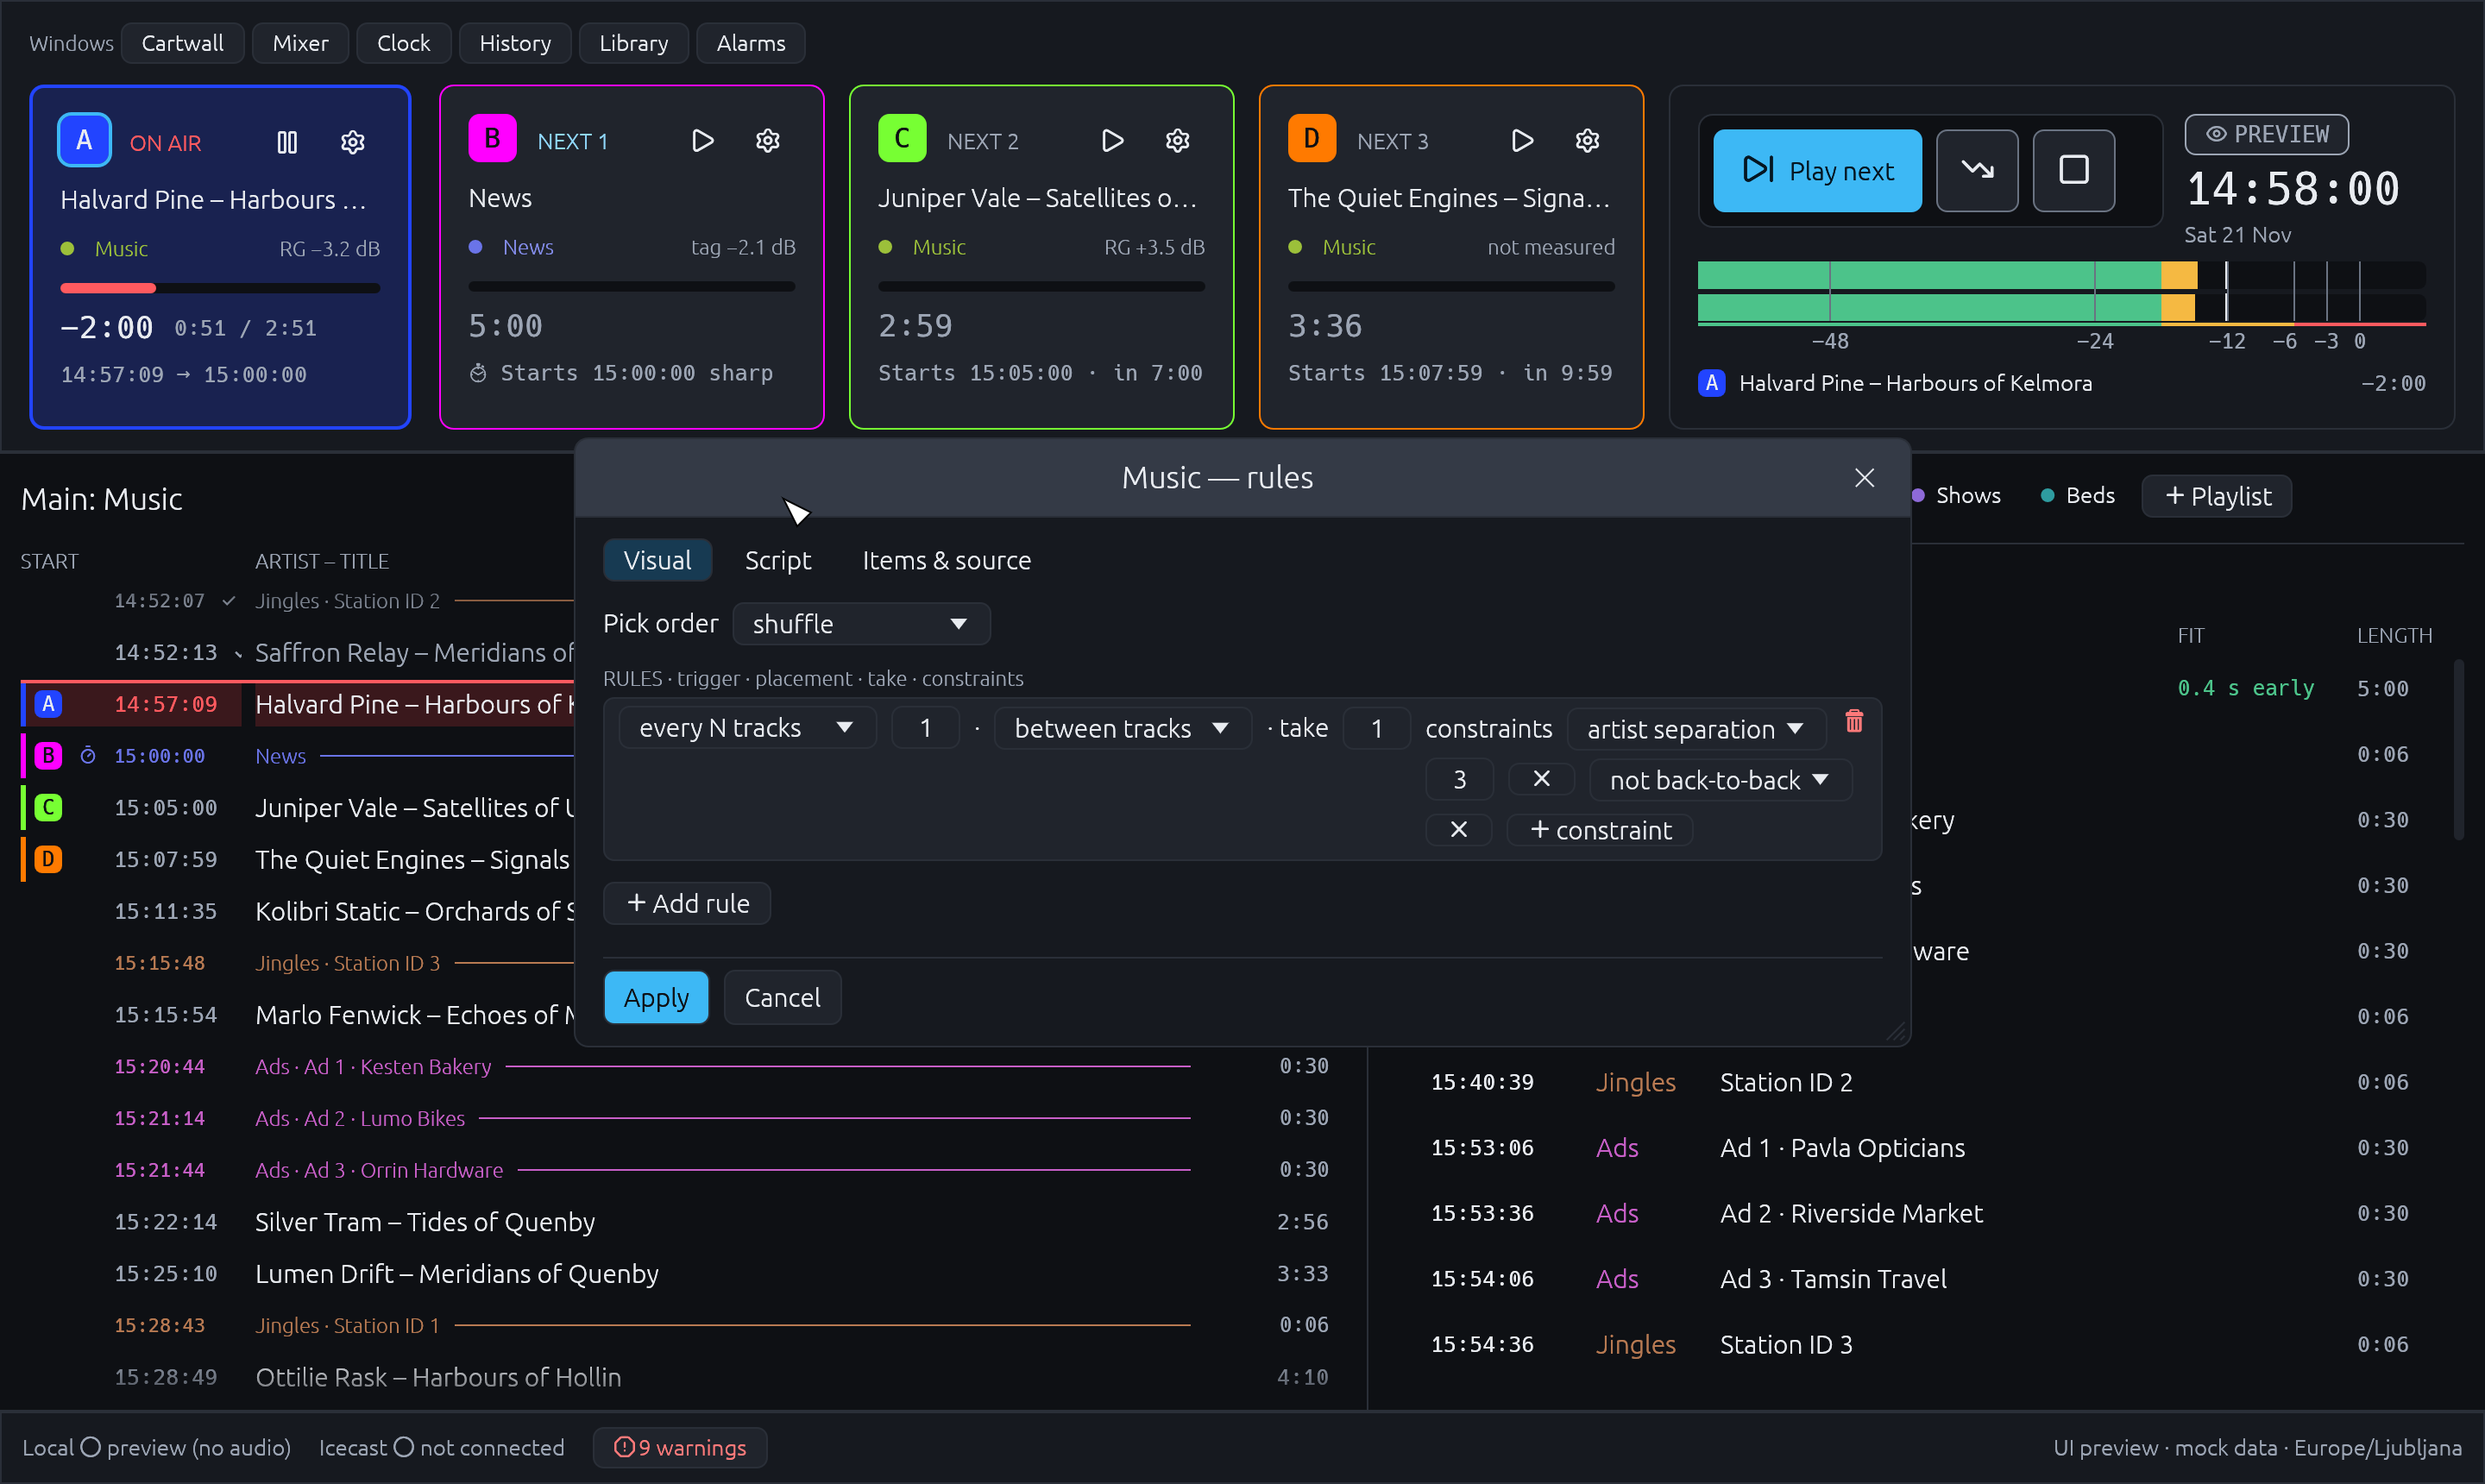 Windows Cartwall Mixer Clock History Library Alarms
A ON AIR
Halvard Pine – Harbours ...
Music RG −3.2 dB
−2:00 0:51 / 2:51
14:57:09 → 15:00:00
B NEXT 1
News
News tag −2.1 dB
5:00
Starts 15:00:00 sharp
C NEXT 2
Juniper Vale – Satellites o...
Music RG +3.5 dB
2:59
Starts 15:05:00 · in 7:00
D NEXT 3
The Quiet Engines – Signa...
Music not measured
3:36
Starts 15:07:59 · in 9:59
Play next
PREVIEW
14:58:00
Sat 21 Nov
−48 −24 −12 −6 −3 0
A Halvard Pine – Harbours of Kelmora −2:00
Main: Music
START ARTIST – TITLE
14:52:07 Jingles · Station ID 2
14:52:13 Saffron Relay – Meridians of
A 14:57:09 Halvard Pine – Harbours of
B 15:00:00 News
C 15:05:00 Juniper Vale – Satellites of
D 15:07:59 The Quiet Engines – Signals
15:11:35 Kolibri Static – Orchards of
15:15:48 Jingles · Station ID 3
15:15:54 Marlo Fenwick – Echoes of
15:20:44 Ads · Ad 1 · Kesten Bakery 0:30
15:21:14 Ads · Ad 2 · Lumo Bikes 0:30
15:21:44 Ads · Ad 3 · Orrin Hardware 0:30
15:22:14 Silver Tram – Tides of Quenby 2:56
15:25:10 Lumen Drift – Meridians of Quenby 3:33
15:28:43 Jingles · Station ID 1 0:06
15:28:49 Ottilie Rask – Harbours of Hollin 4:10
Music — rules
Visual Script Items & source
Pick order shuffle
RULES · trigger · placement · take · constraints
every N tracks 1 · between tracks · take 1 constraints artist separation
3 not back-to-back
+ constraint
+ Add rule
Apply Cancel
Shows Beds + Playlist
FIT LENGTH
0.4 s early 5:00
0:06
kery 0:30
s 0:30
ware 0:30
0:06
15:40:39 Jingles Station ID 2 0:06
15:53:06 Ads Ad 1 · Pavla Opticians 0:30
15:53:36 Ads Ad 2 · Riverside Market 0:30
15:54:06 Ads Ad 3 · Tamsin Travel 0:30
15:54:36 Jingles Station ID 3 0:06
Local preview (no audio) Icecast not connected 9 warnings
UI preview · mock data · Europe/Ljubljana